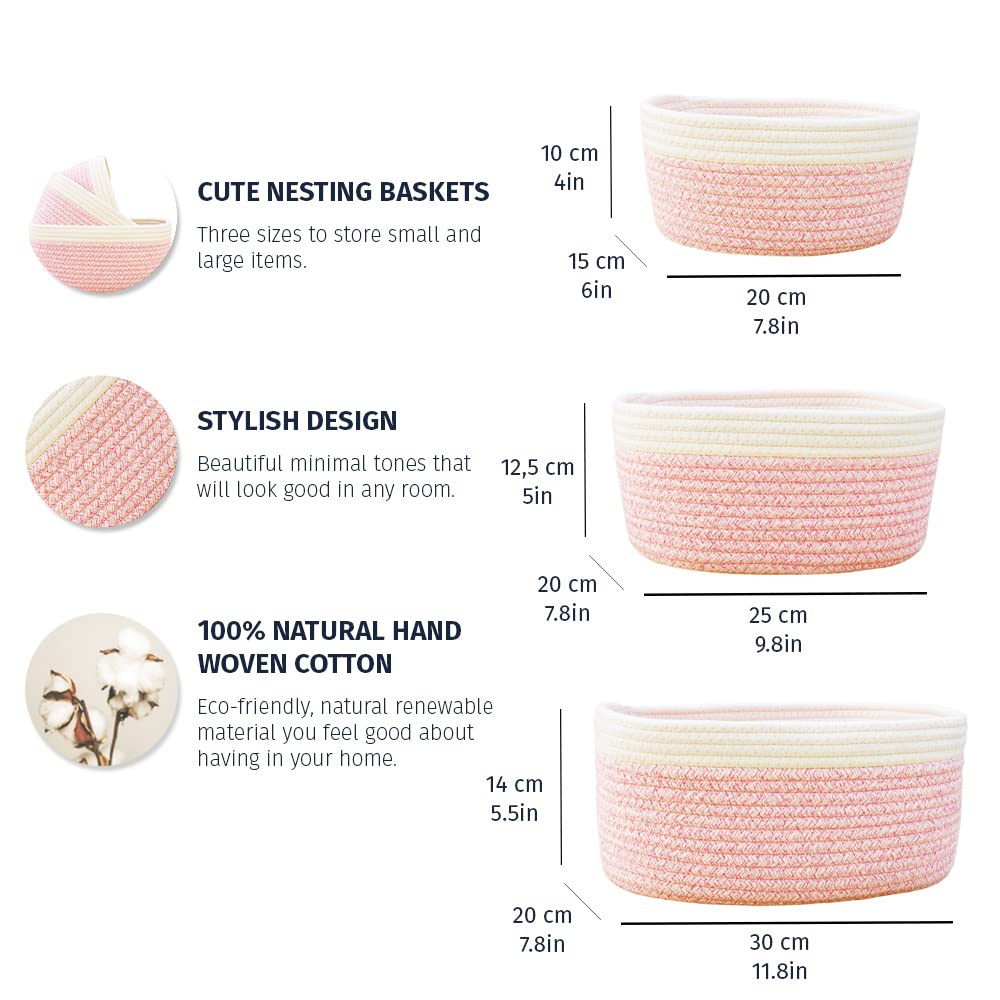 CUTE NESTING BASKETS
Three sizes to store small and
large items.
STYLISH DESIGN
Beautiful minimal tones that
will look good in any room.
100% NATURAL HAND
WOVEN COTTON
Eco-friendly, natural renewable
material you feel good about
having in your home.
10 cm
4in
15 cm
6in
20 cm
7.8in
12,5 cm
5in
20 cm
7.8in
25 cm
9.8in
14 cm
5.5in
20 cm
7.8in
30 cm
11.8in